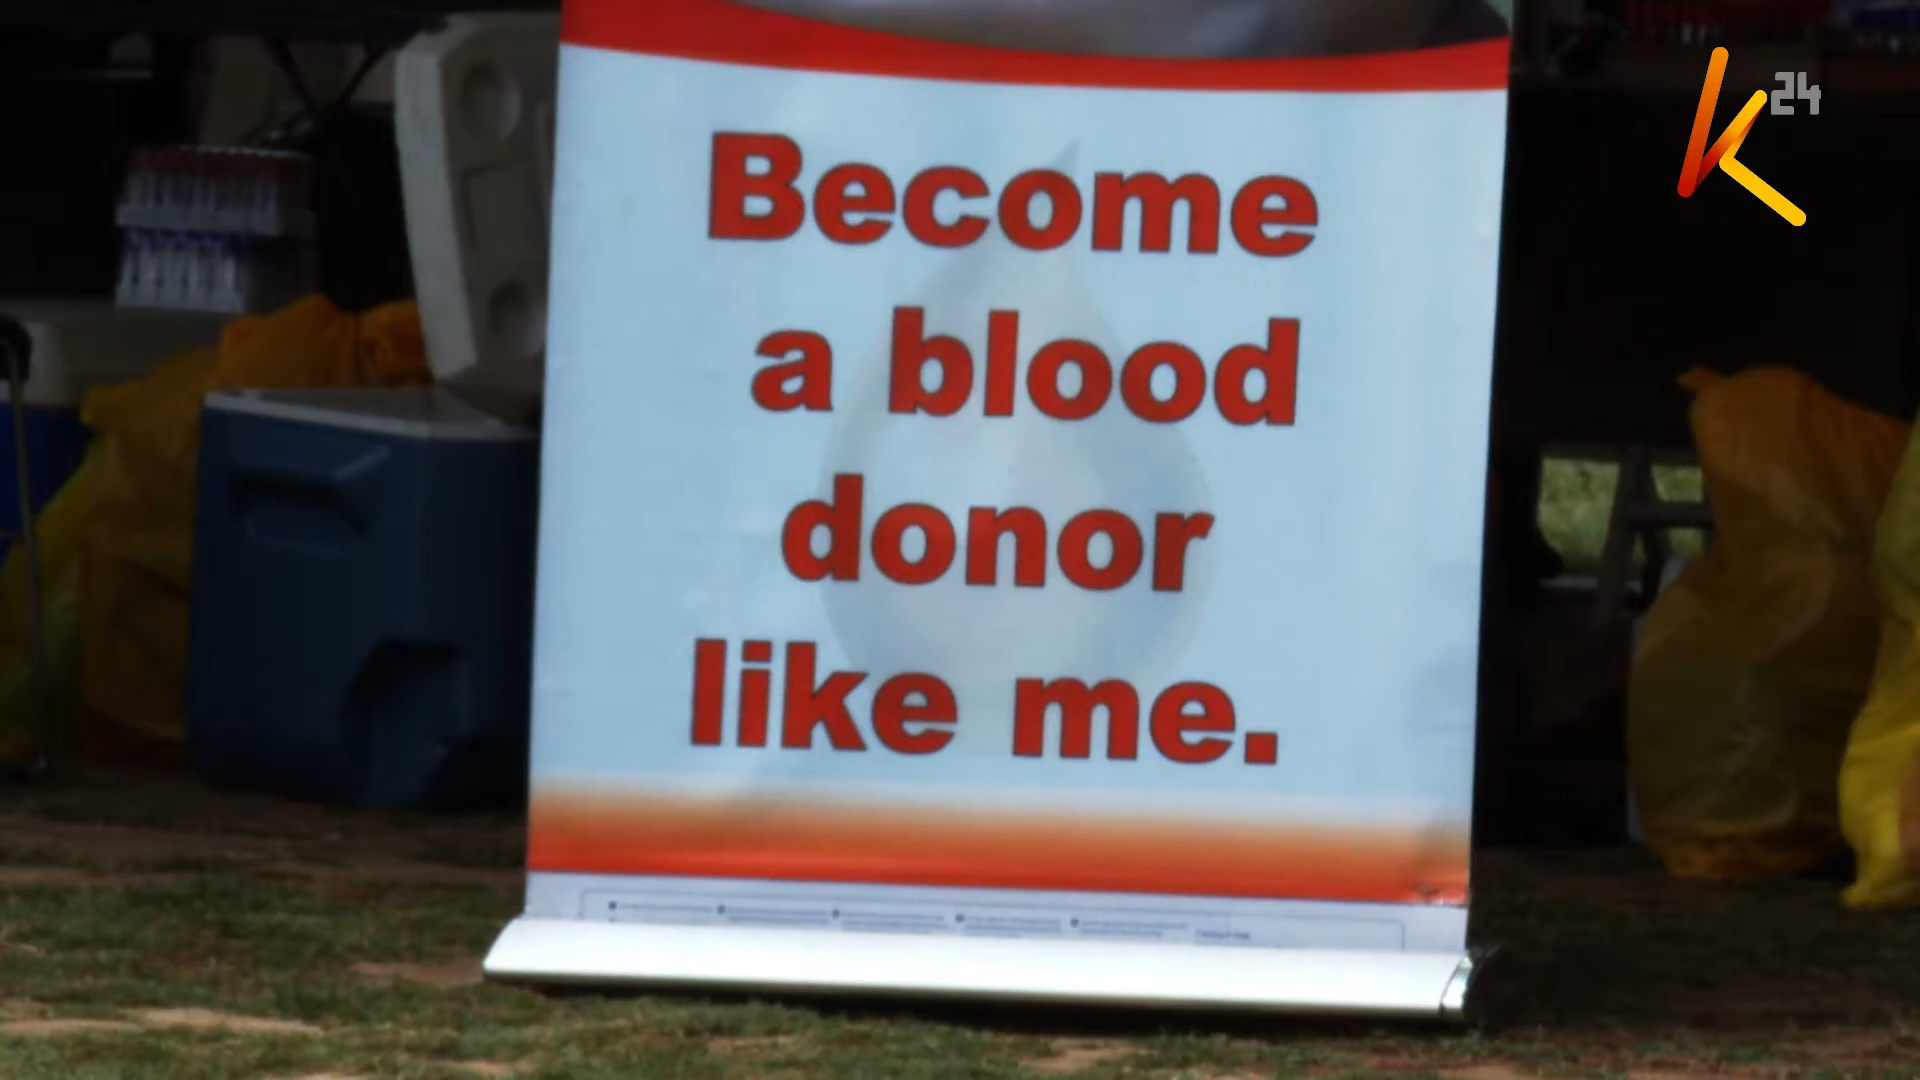 K24
Become
a blood
donor
like me.